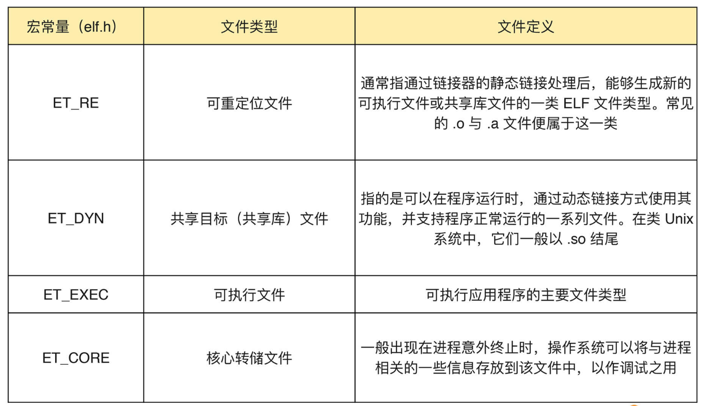 宏常量（elf.h）
文件类型
文件定义
ET_RE
可重定位文件
通常指通过链接器的静态链接处理后，能够生成新的
可执行文件或共享库文件的一类 ELF 文件类型。常见
的 .o 与 .a 文件便属于这一类
ET_DYN
共享目标（共享库）文件
指的是可以在程序运行时，通过动态链接方式使用其
功能，并支持程序正常运行的一系列文件。在类 Unix
系统中，它们一般以 .so 结尾
ET_EXEC
可执行文件
可执行应用程序的主要文件类型
ET_CORE
核心转储文件
一般出现在进程意外终止时，操作系统可以将与进程
相关的一些信息存放到该文件中，以作调试之用